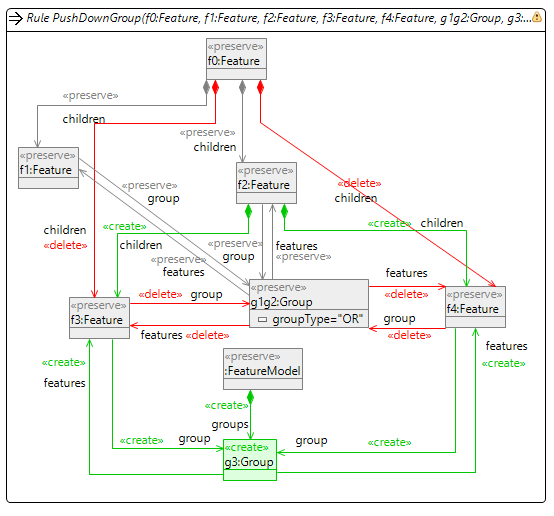 Rule PushDownGroup(f0:Feature, f1:Feature, f2:Feature, f3:Feature, f4:Feature, g1g2:Group, g3:...
«preserve»
f0:Feature
«preserve»
children
«preserve»
children
«preserve»
f1:Feature
«preserve»
f2:Feature
«delete»
children
«preserve»
group
children
«delete»
«create»
children
«preserve»
features
«preserve»
group
features
«preserve»
«create»
children
«preserve»
g1g2:Group
groupType="OR"
«delete»
group
features
«delete»
«preserve»
f3:Feature
features
«delete»
group
«delete»
«preserve»
f4:Feature
«create»
features
«preserve»
:FeatureModel
features
«create»
«create»
groups
«create»
group
group
«create»
«create»
g3:Group